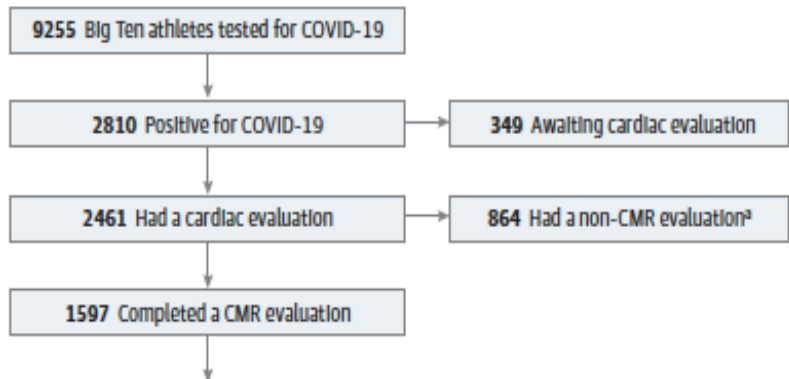 9255 Big Ten athletes tested for COVID-19
2810 Positive for COVID-19
349 Awaiting cardiac evaluation
2461 Had a cardiac evaluation
864 Had a non-CMR evaluationᵃ
1597 Completed a CMR evaluation